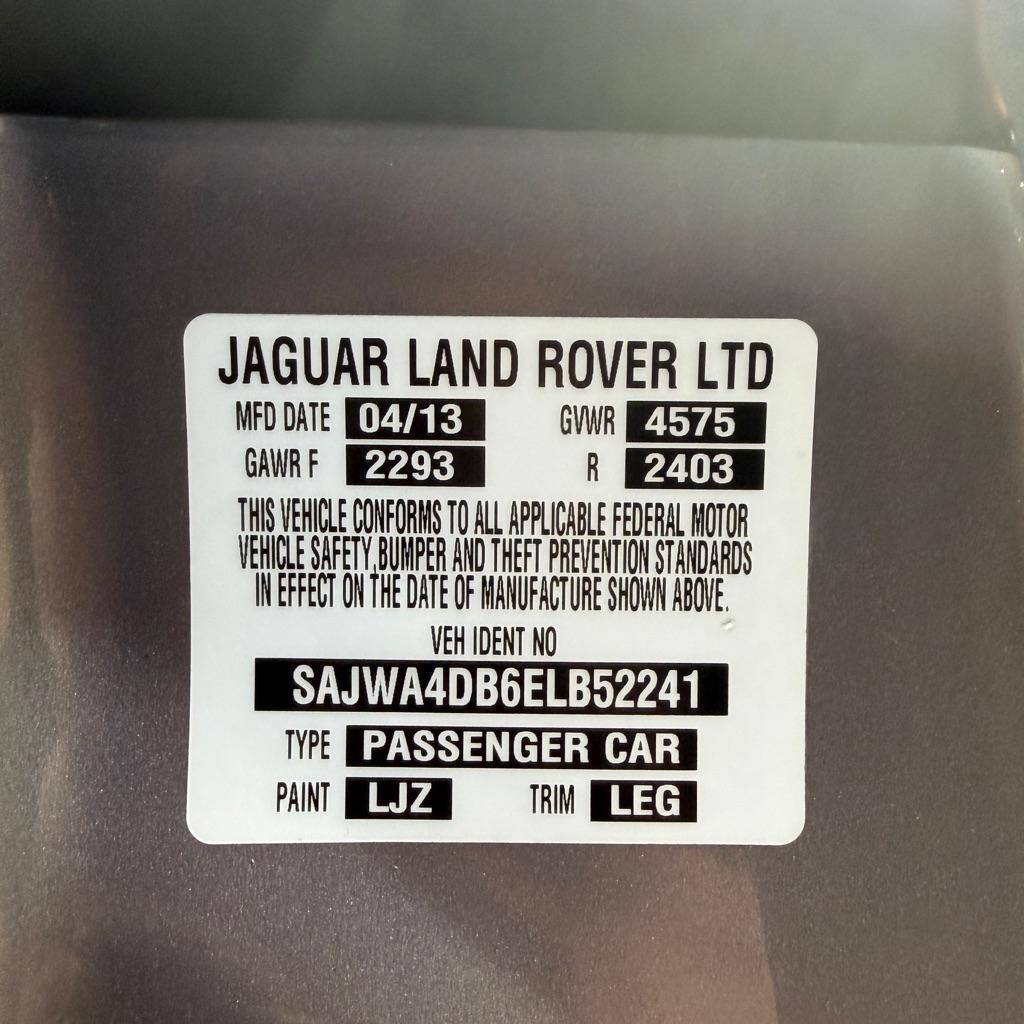 JAGUAR LAND ROVER LTD
MFD DATE 04/13 GVWR 4575
GAWR F 2293 R 2403
THIS VEHICLE CONFORMS TO ALL APPLICABLE FEDERAL MOTOR
VEHICLE SAFETY,BUMPER AND THEFT PREVENTION STANDARDS
IN EFFECT ON THE DATE OF MANUFACTURE SHOWN ABOVE.
VEH IDENT NO
SAJWA4DB6ELB52241
TYPE PASSENGER CAR
PAINT LJZ TRIM LEG